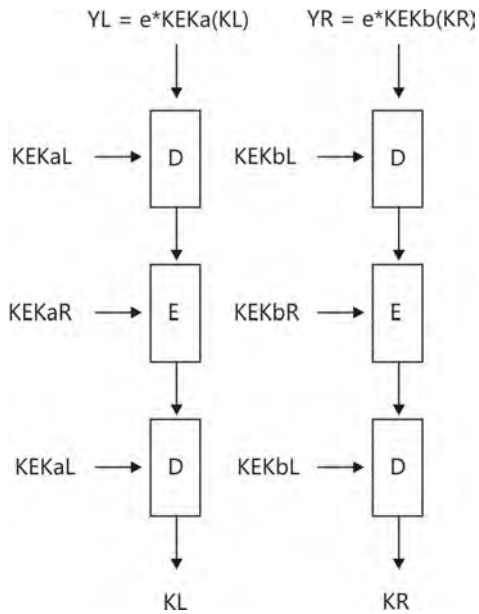 YL = e*KEKa(KL) YR = e*KEKb(KR)
KEKaL D KEKbL D
KEKaR E KEKbR E
KEKaL D KEKbL D
KL KR